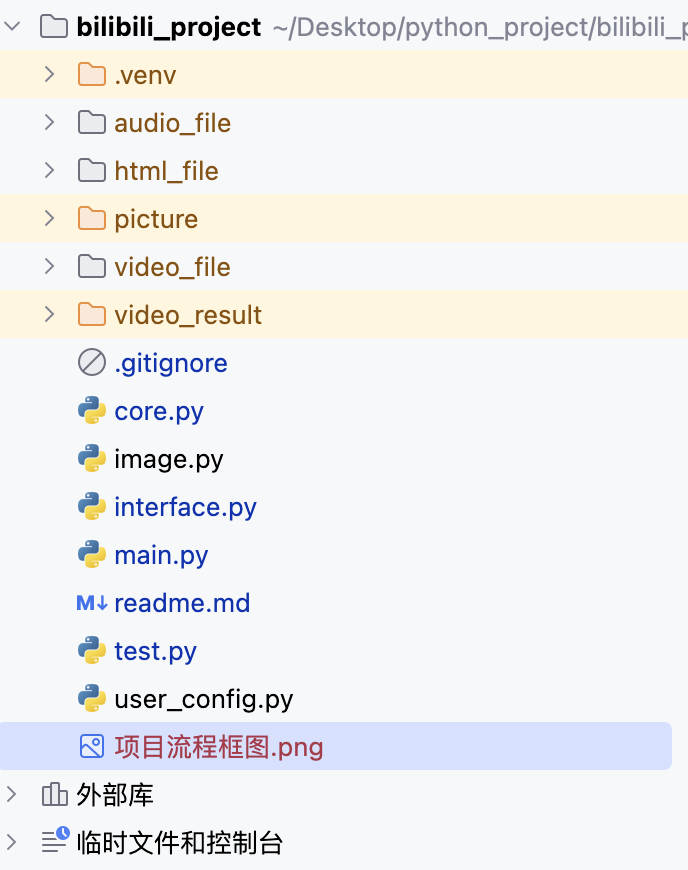 bilibili_project ~/Desktop/python_project/bilibili_p
.venv
audio_file
html_file
picture
video_file
video_result
.gitignore
core.py
image.py
interface.py
main.py
M↓ readme.md
test.py
user_config.py
项目流程框图.png
外部库
临时文件和控制台